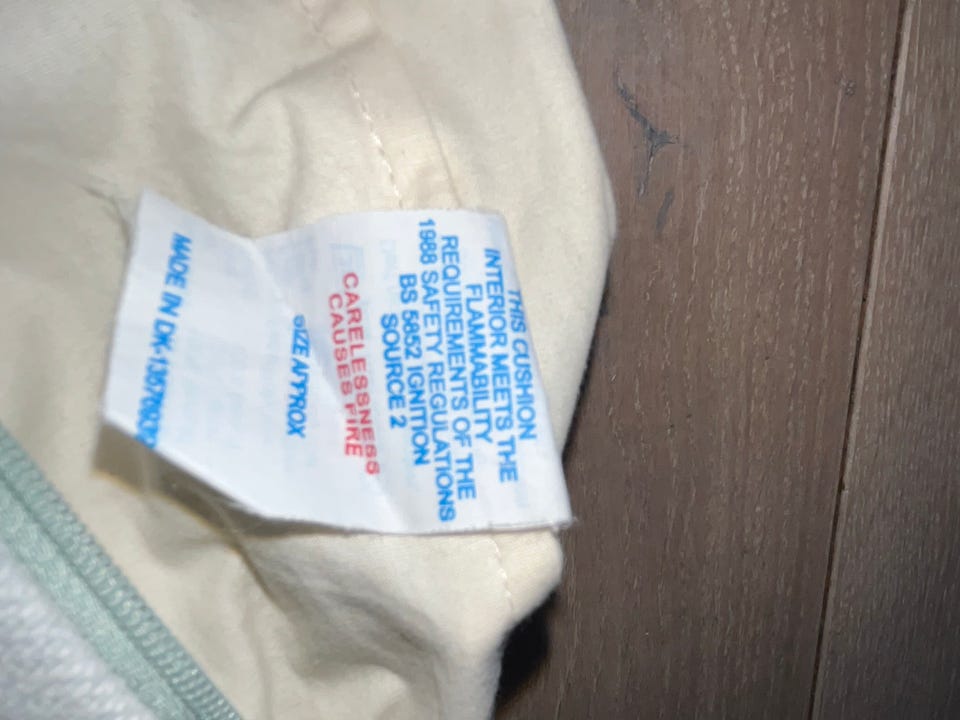 THIS CUSHION
INTERIOR MEETS THE
FLAMMABILITY
REQUIREMENTS OF THE
1988 SAFETY REGULATIONS
BS 5852 IGNITION
SOURCE 2
CARELESSNESS
CAUSES FIRE
SIZE APPROX
MADE IN DK-